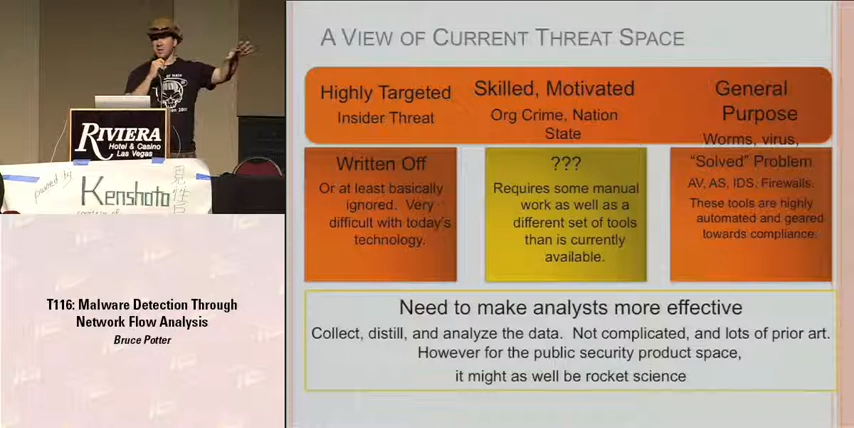 A VIEW OF CURRENT THREAT SPACE
Highly Targeted
Insider Threat
Skilled, Motivated
Org Crime, Nation
State
General
Purpose
Worms, virus,
Written Off
Or at least basically
ignored. Very
difficult with today's
technology.
???
Requires some manual
work as well as a
different set of tools
than is currently
available.
"Solved" Problem
AV, AS, IDS, Firewalls.
These tools are highly
automated and geared
towards compliance.
Need to make analysts more effective
Collect, distill, and analyze the data. Not complicated, and lots of prior art.
However for the public security product space,
it might as well be rocket science
RIVIERA
Hotel & Casino
Las Vegas
powered by
Kenshoto
T116: Malware Detection Through
Network Flow Analysis
Bruce Potter